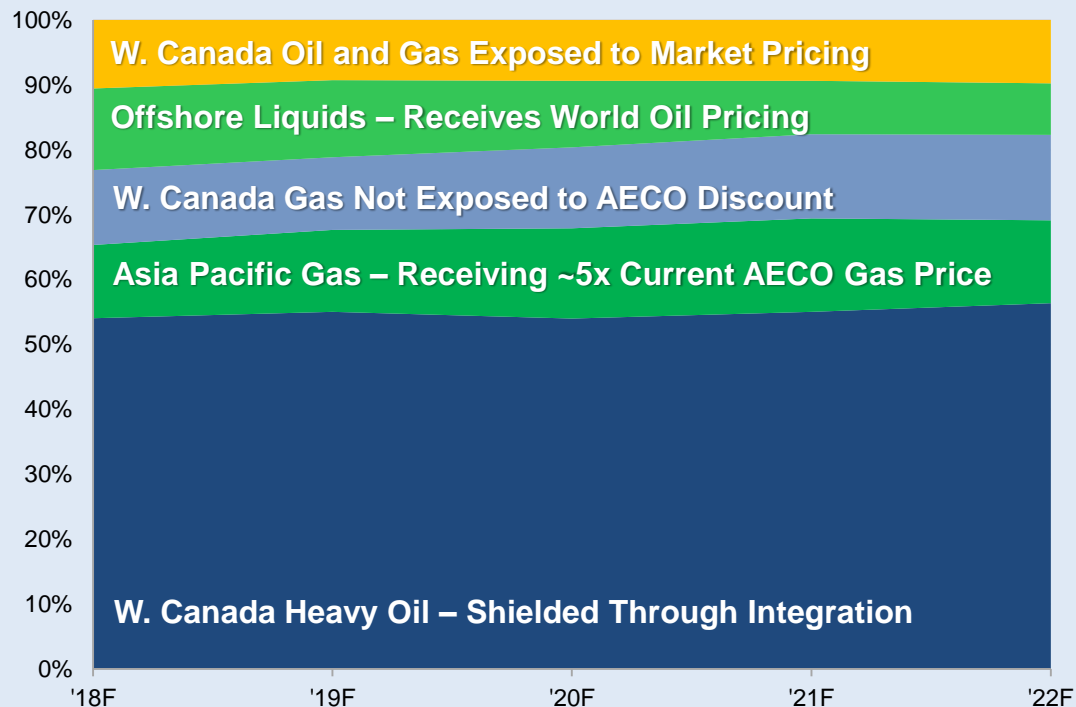 100%
W. Canada Oil and Gas Exposed to Market Pricing
90%
Offshore Liquids – Receives World Oil Pricing
80%
W. Canada Gas Not Exposed to AECO Discount
70%
Asia Pacific Gas – Receiving ~5x Current AECO Gas Price
60%
50%
40%
30%
20%
10%
W. Canada Heavy Oil – Shielded Through Integration
0%
'18F '19F '20F '21F '22F